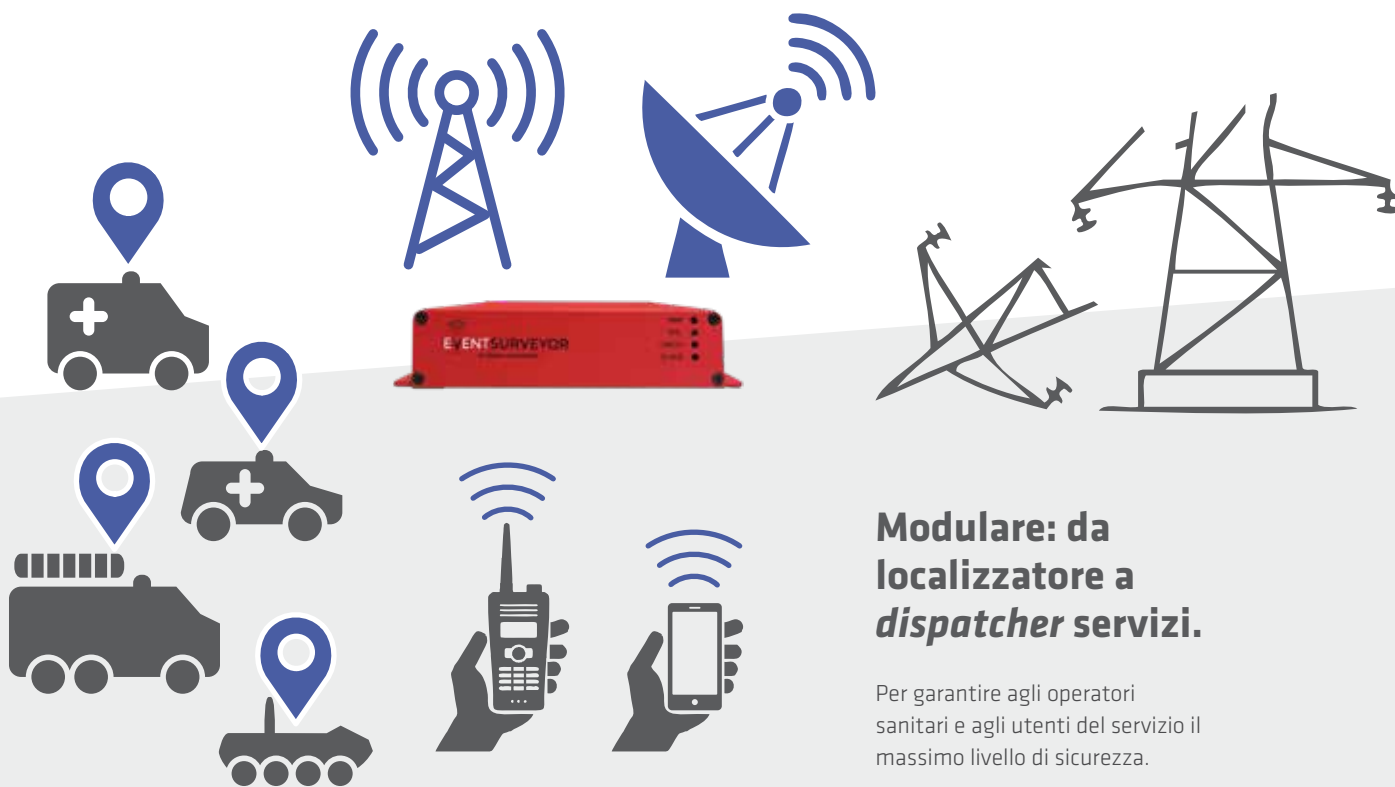 EVENTSURVEYOR
Modulare: da
localizzatore a
dispatcher servizi.
Per garantire agli operatori
sanitari e agli utenti del servizio il
massimo livello di sicurezza.